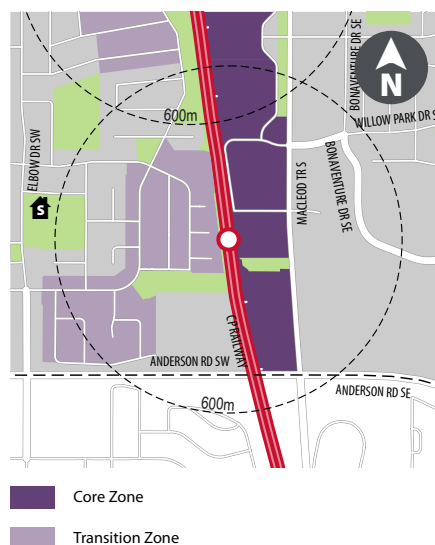 BONAVENTURE DR SE
N
600m
WILLOW PARK DR S
ELBOW DR SW
BONAVENTURE DR SE
MACLEOD TR S
S
CP RAILWAY
ANDERSON RD SW
ANDERSON RD SE
600m
Core Zone
Transition Zone